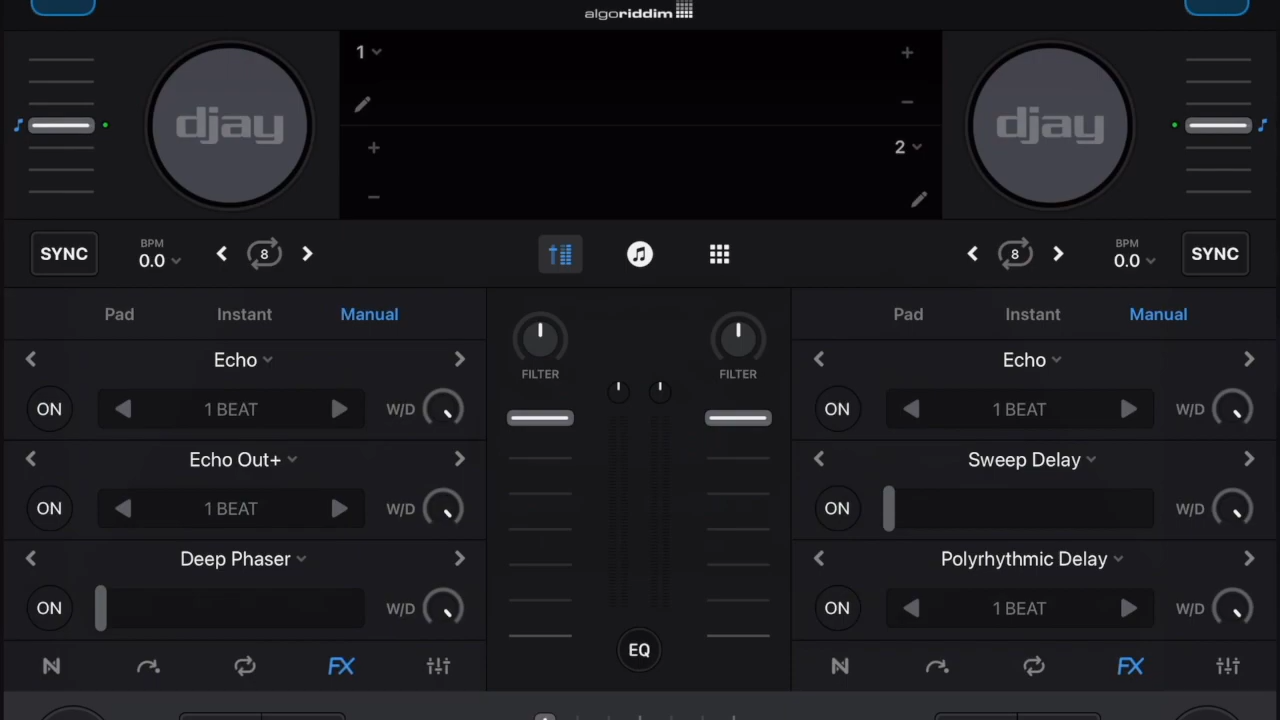 algoriddim
djay
1
2
djay
SYNC
BPM
0.0
8
8
BPM
0.0
SYNC
Pad Instant Manual
Echo
ON 1 BEAT W/D
Echo Out+
ON 1 BEAT W/D
Deep Phaser
ON W/D
FX
FILTER FILTER
EQ
Pad Instant Manual
Echo
ON 1 BEAT W/D
Sweep Delay
ON W/D
Polyrhythmic Delay
ON 1 BEAT W/D
FX